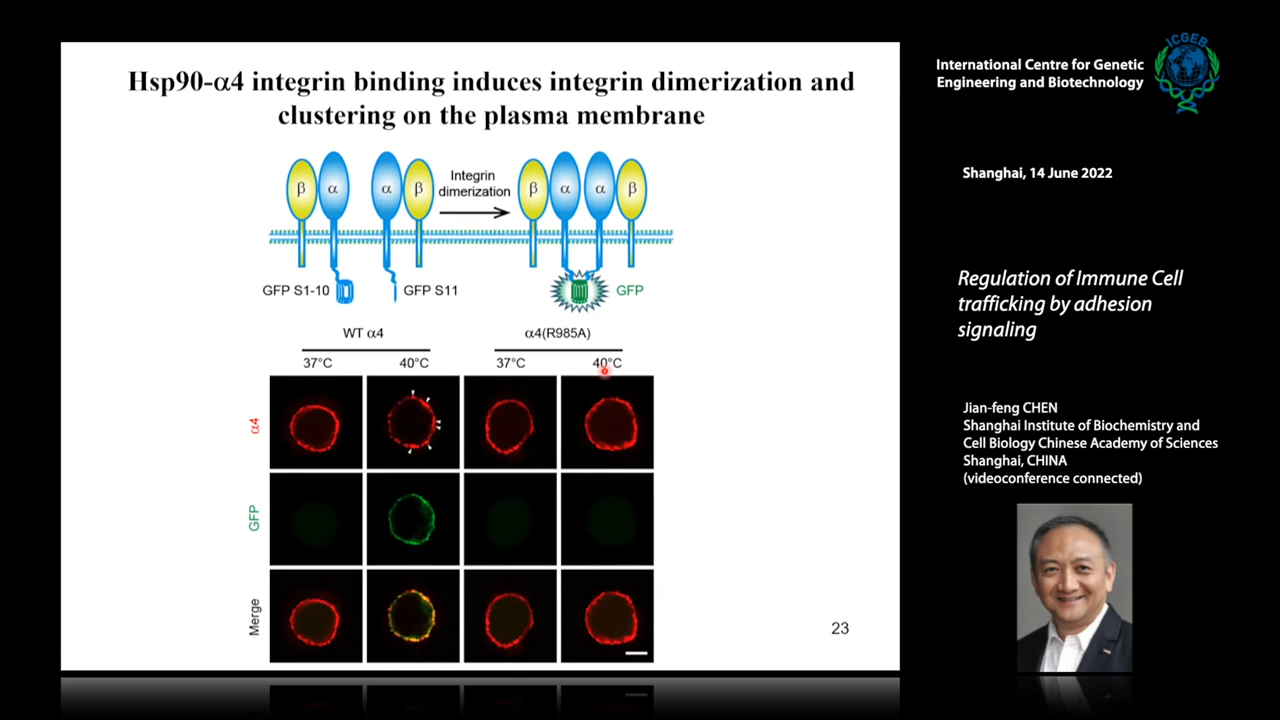 Hsp90-α4 integrin binding induces integrin dimerization and
clustering on the plasma membrane
β α α β
Integrin
dimerization
β α α β
GFP S1-10
GFP S11
GFP
WT α4
α4(R985A)
37°C 40°C 37°C 40°C
α4
GFP
Merge
23
ICGEB
International Centre for Genetic
Engineering and Biotechnology
Shanghai, 14 June 2022
Regulation of Immune Cell
trafficking by adhesion
signaling
Jian-feng CHEN
Shanghai Institute of Biochemistry and
Cell Biology Chinese Academy of Sciences
Shanghai, CHINA
(videoconference connected)